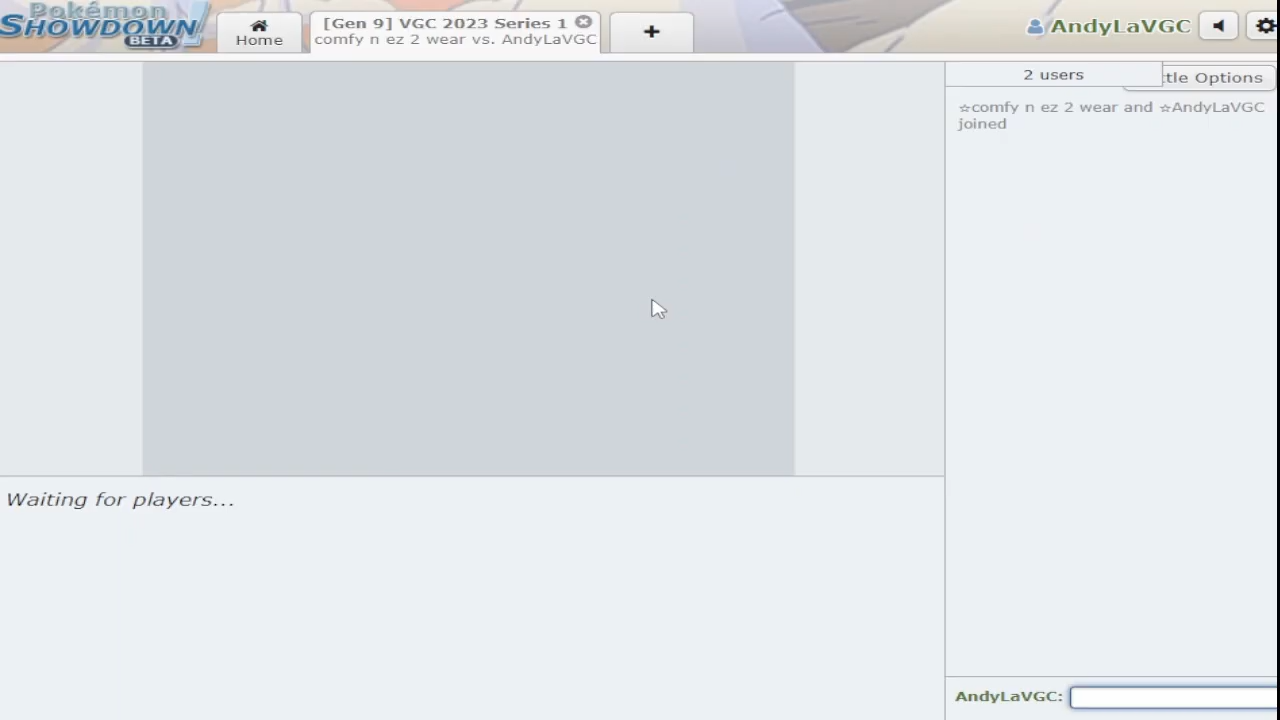 Pokémon
SHOWDOWN!
BETA
Home
[Gen 9] VGC 2023 Series 1
comfy n ez 2 wear vs. AndyLaVGC
+
AndyLaVGC
2 users
ttle Options
☆comfy n ez 2 wear and ☆AndyLaVGC
joined
Waiting for players...
AndyLaVGC: